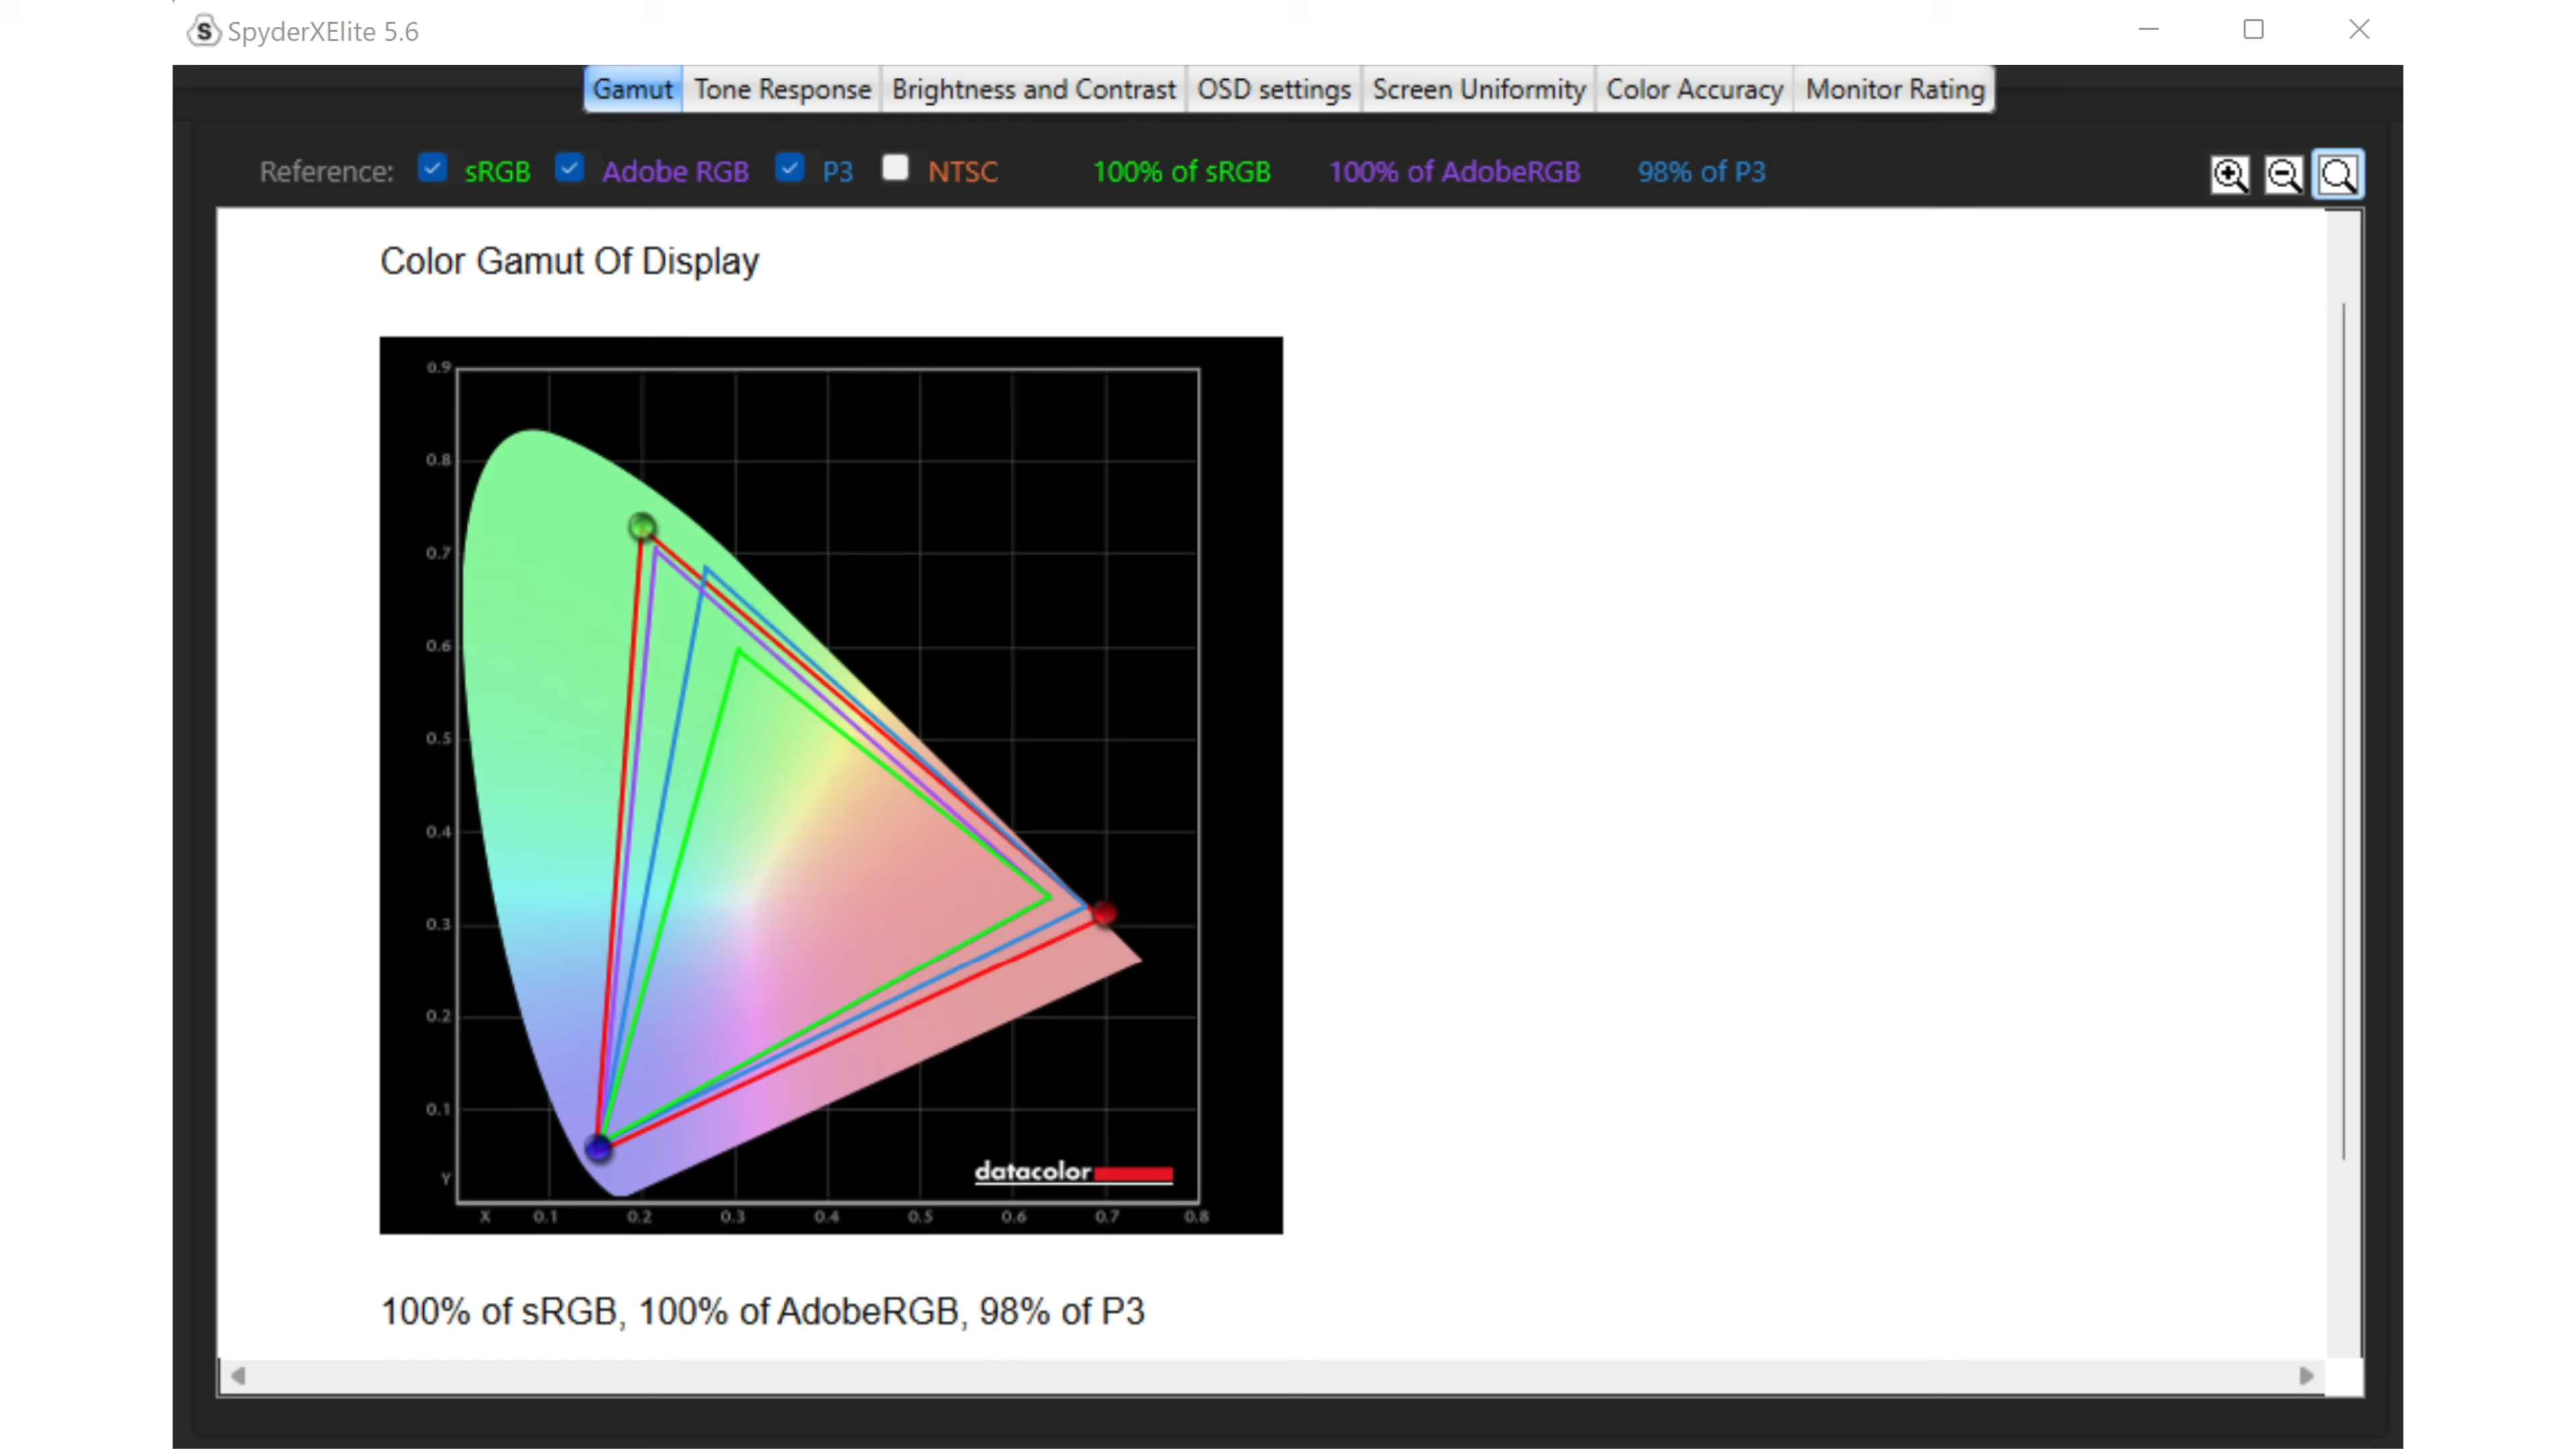 S SpyderXElite 5.6
Gamut Tone Response Brightness and Contrast OSD settings Screen Uniformity Color Accuracy Monitor Rating
Reference: sRGB Adobe RGB P3 NTSC 100% of sRGB 100% of AdobeRGB 98% of P3
Color Gamut Of Display
0.9
0.8
0.7
0.6
0.5
0.4
0.3
0.2
0.1
Y
datacolor
X 0.1 0.2 0.3 0.4 0.5 0.6 0.7 0.8
100% of sRGB, 100% of AdobeRGB, 98% of P3